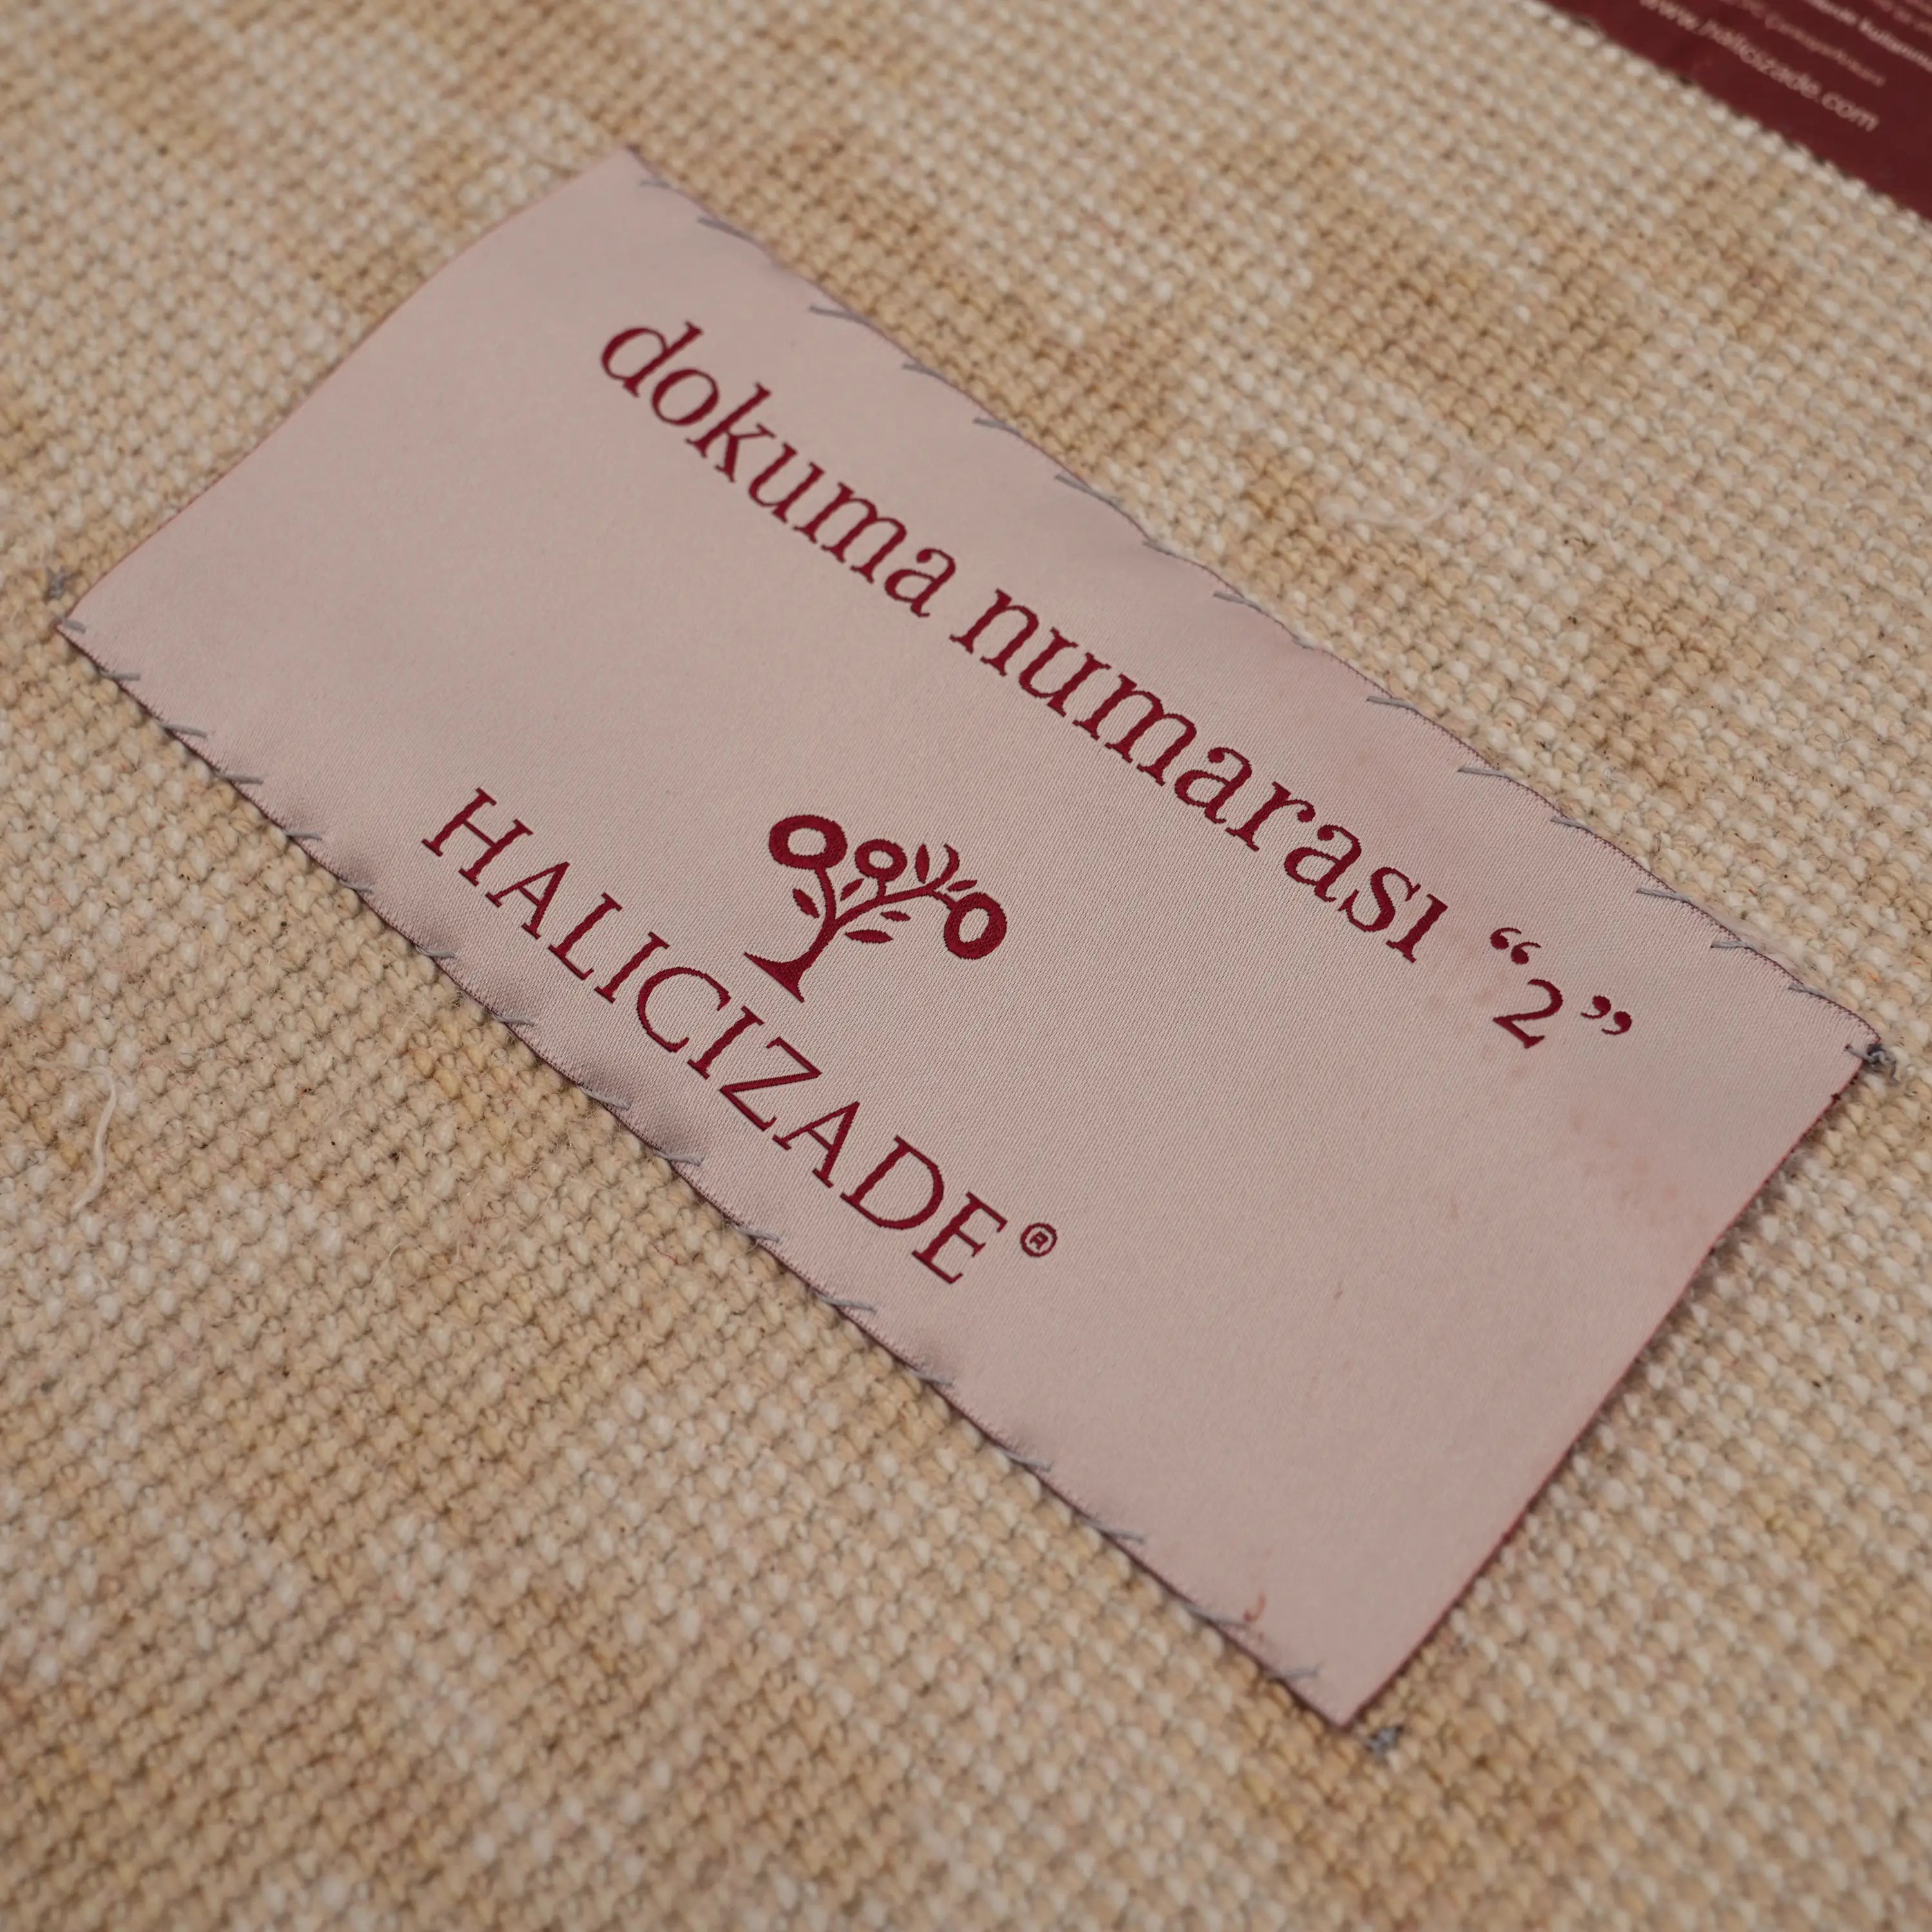 www.halicizade.com
dokuma numarası “2”
HALICIZADE®